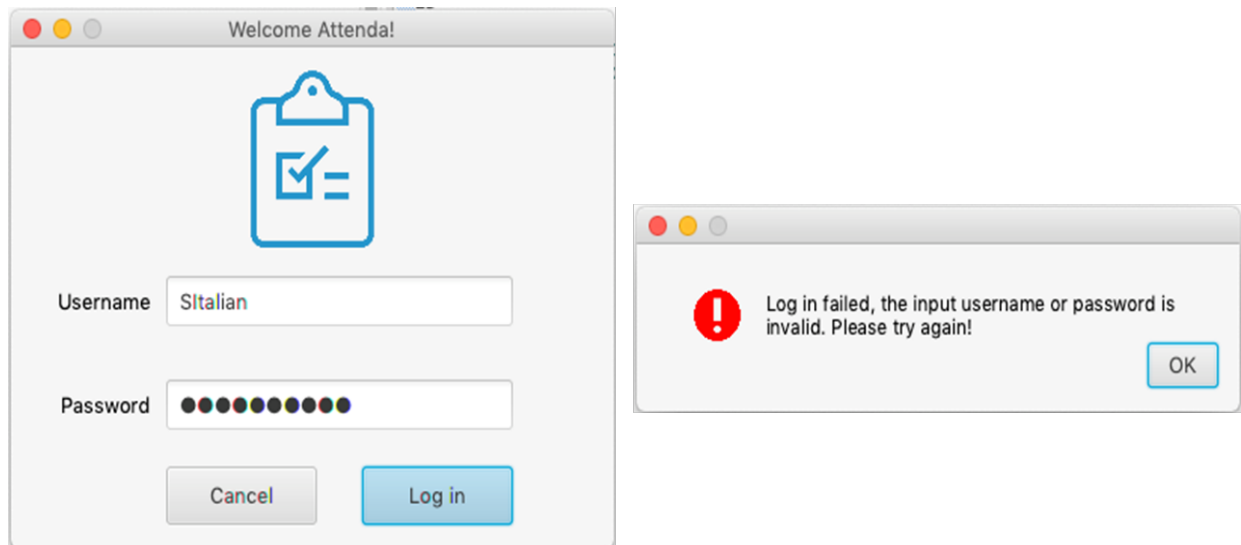 Welcome Attenda!
Username
SItalian
Password
Cancel
Log in
Log in failed, the input username or password is
invalid. Please try again!
OK